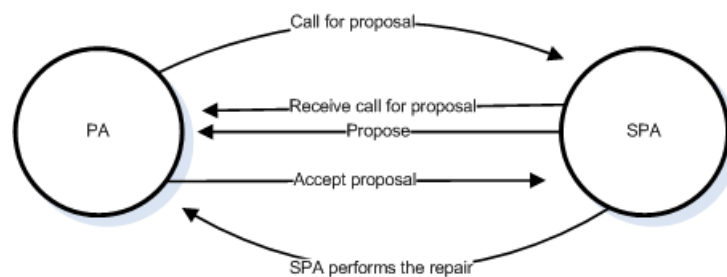 Call for proposal
Receive call for proposal
PA
Propose
SPA
Accept proposal
SPA performs the repair